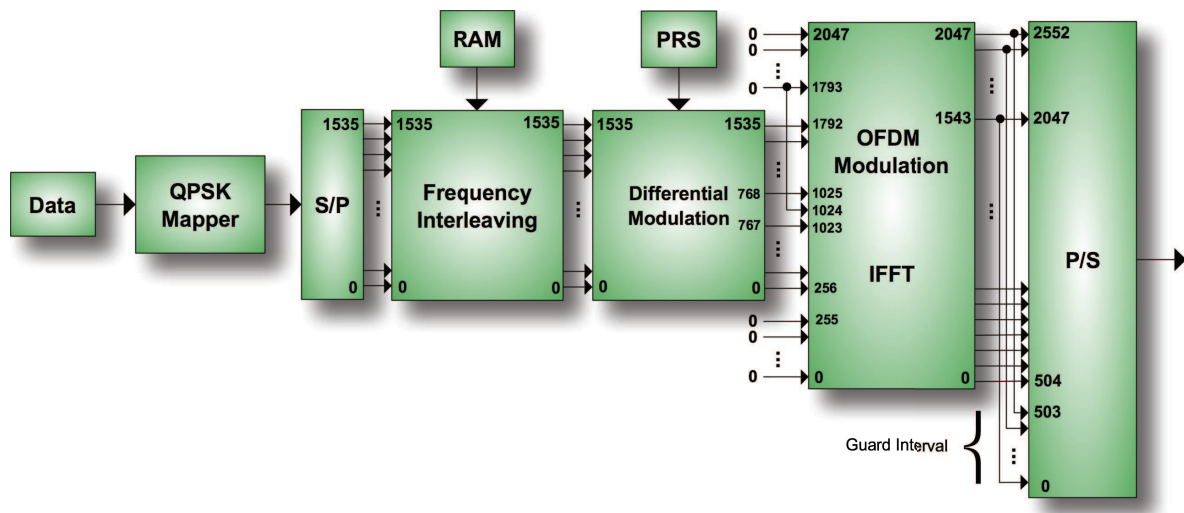 RAM
PRS
Data
QPSK
Mapper
1535
S/P
0
1535
1535
Frequency
Interleaving
0
0
1535
1535
Differential
Modulation
768
767
0
0
0
0
0
0
0
0
0
2047
2047
1793
1792
1543
OFDM
Modulation
1025
1024
1023
IFFT
256
255
0
0
2552
2047
P/S
504
503
0
Guard Interval